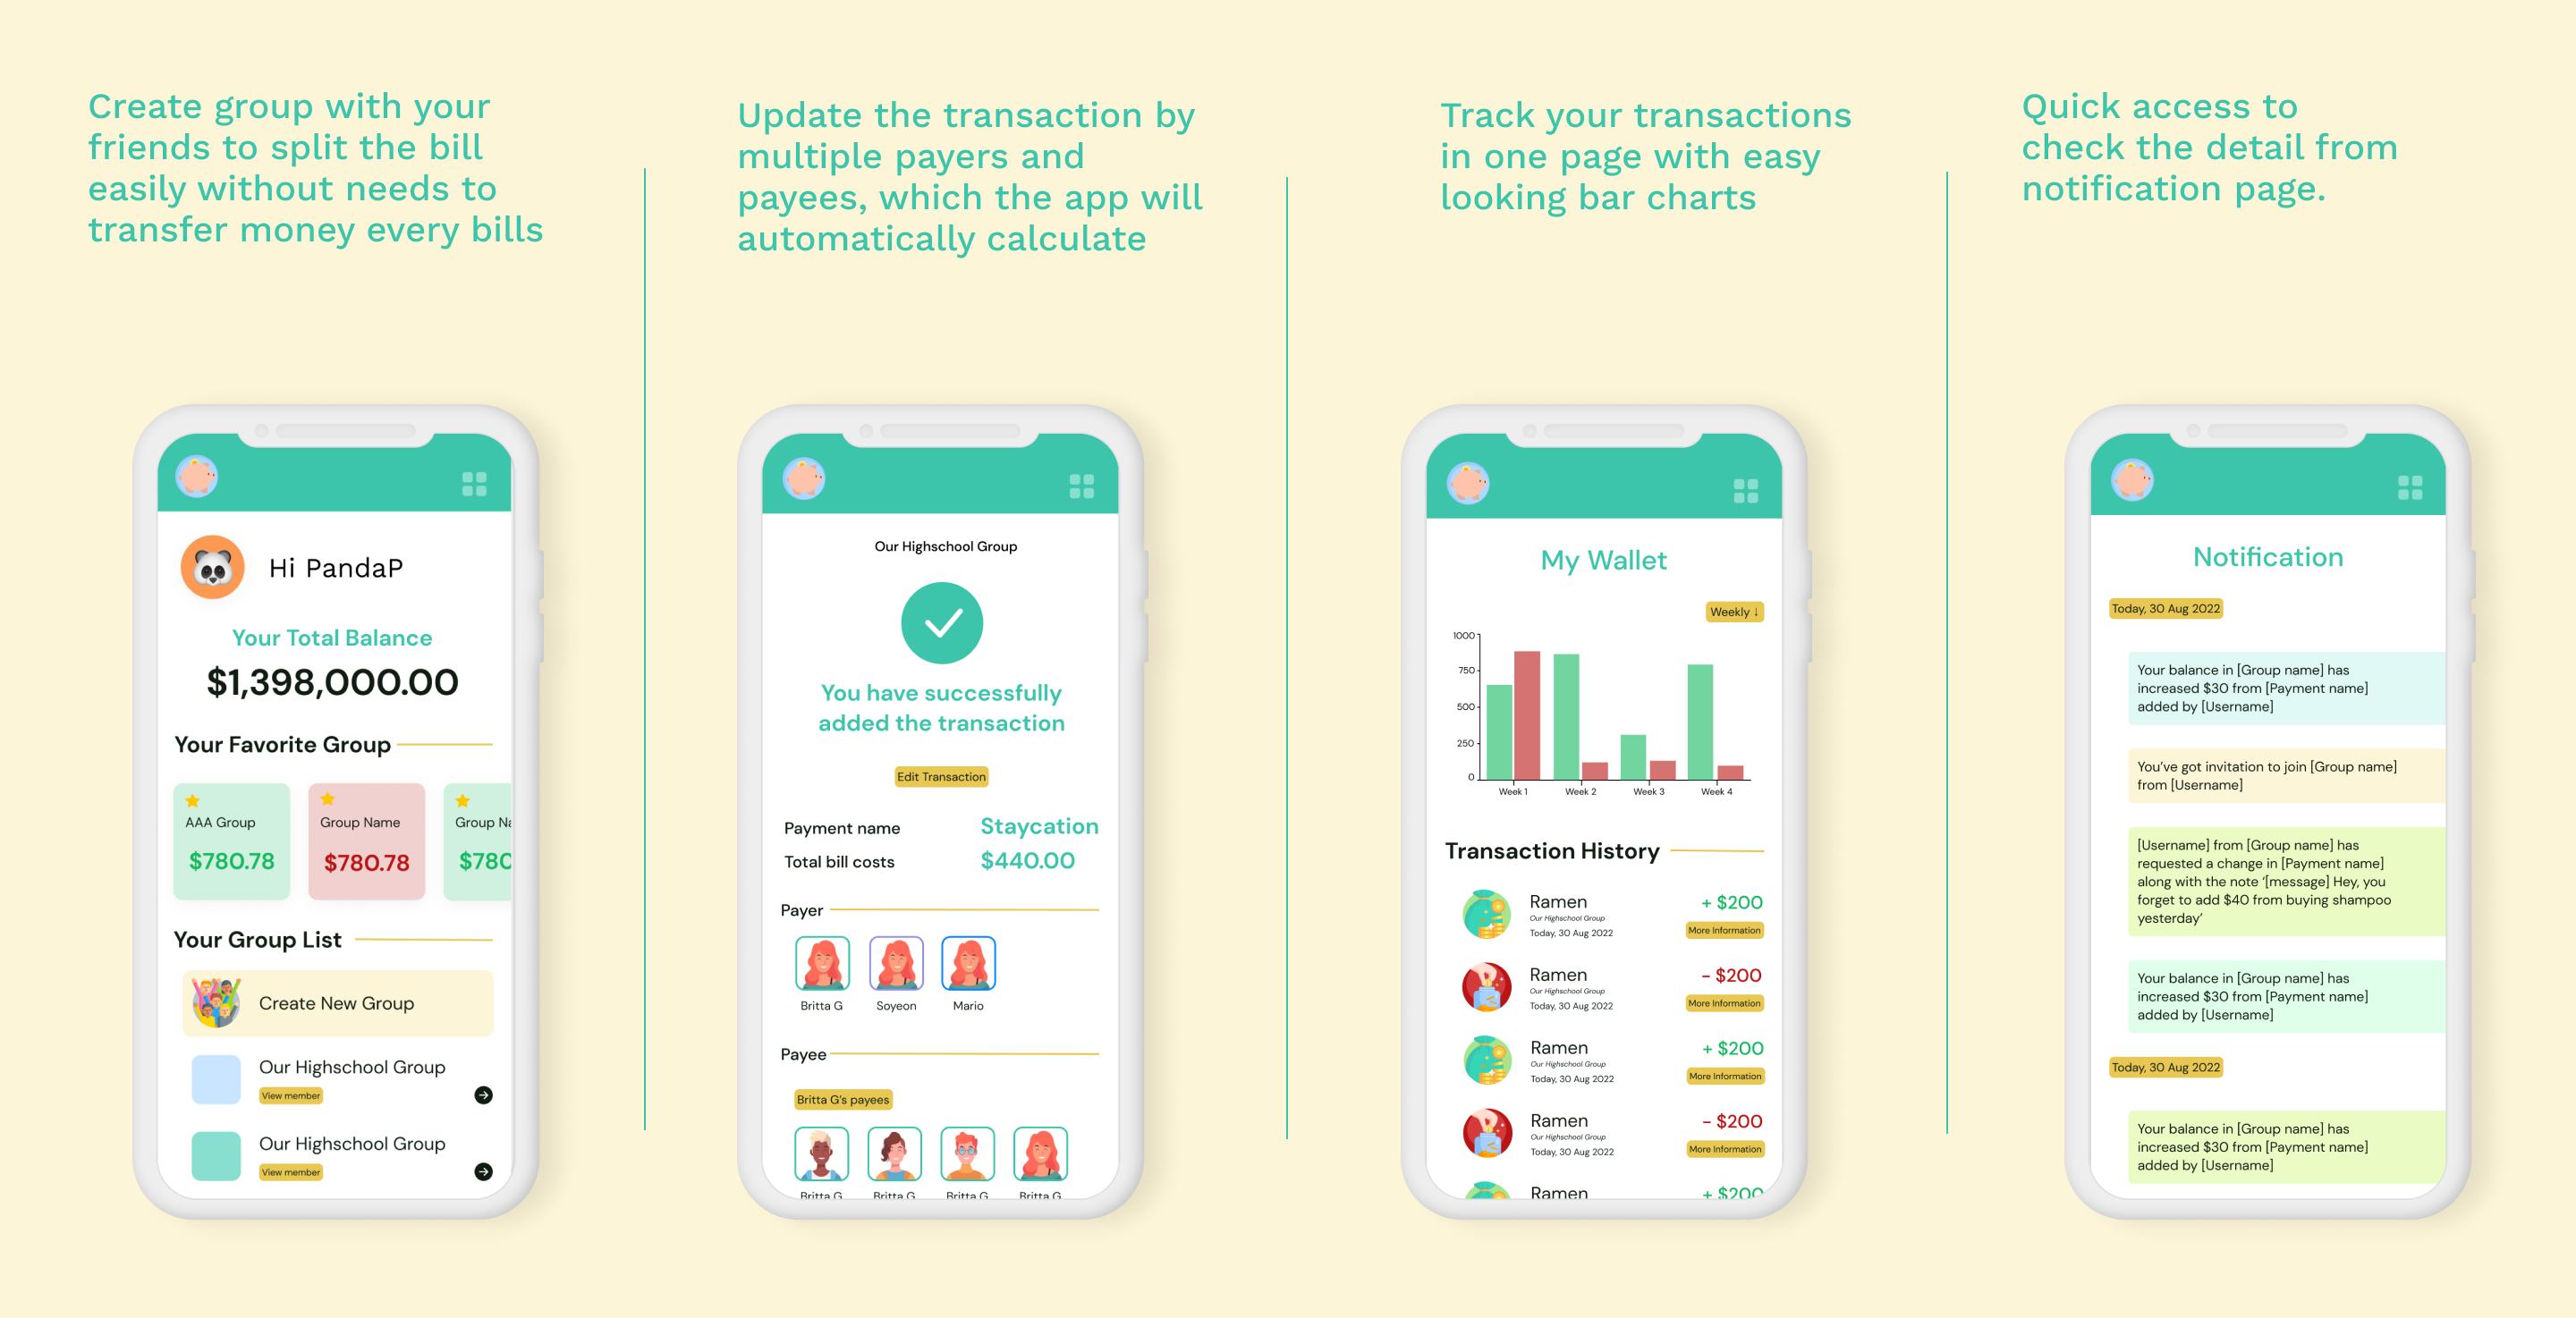 Create group with your
friends to split the bill
easily without needs to
transfer money every bills
Hi PandaP
Your Total Balance
$1,398,000.00
Your Favorite Group
AAA Group
$780.78
Group Name
$780.78
Group Na
$780
Your Group List
Create New Group
Our Highschool Group
View member
Our Highschool Group
View member
Update the transaction by
multiple payers and
payees, which the app will
automatically calculate
Our Highschool Group
You have successfully
added the transaction
Edit Transaction
Payment name Staycation
Total bill costs $440.00
Payer
Britta G Soyeon Mario
Payee
Britta G's payees
Britta G Britta G Britta G Britta G
Track your transactions
in one page with easy
looking bar charts
My Wallet
Weekly ↓
1000
750
500
250
0
Week 1 Week 2 Week 3 Week 4
Transaction History
Ramen + $200
Our Highschool Group
Today, 30 Aug 2022 More Information
Ramen - $200
Our Highschool Group
Today, 30 Aug 2022 More Information
Ramen + $200
Our Highschool Group
Today, 30 Aug 2022 More Information
Ramen - $200
Our Highschool Group
Today, 30 Aug 2022 More Information
Ramen + $200
Quick access to
check the detail from
notification page.
Notification
Today, 30 Aug 2022
Your balance in [Group name] has
increased $30 from [Payment name]
added by [Username]
You've got invitation to join [Group name]
from [Username]
[Username] from [Group name] has
requested a change in [Payment name]
along with the note '[message] Hey, you
forget to add $40 from buying shampoo
yesterday'
Your balance in [Group name] has
increased $30 from [Payment name]
added by [Username]
Today, 30 Aug 2022
Your balance in [Group name] has
increased $30 from [Payment name]
added by [Username]